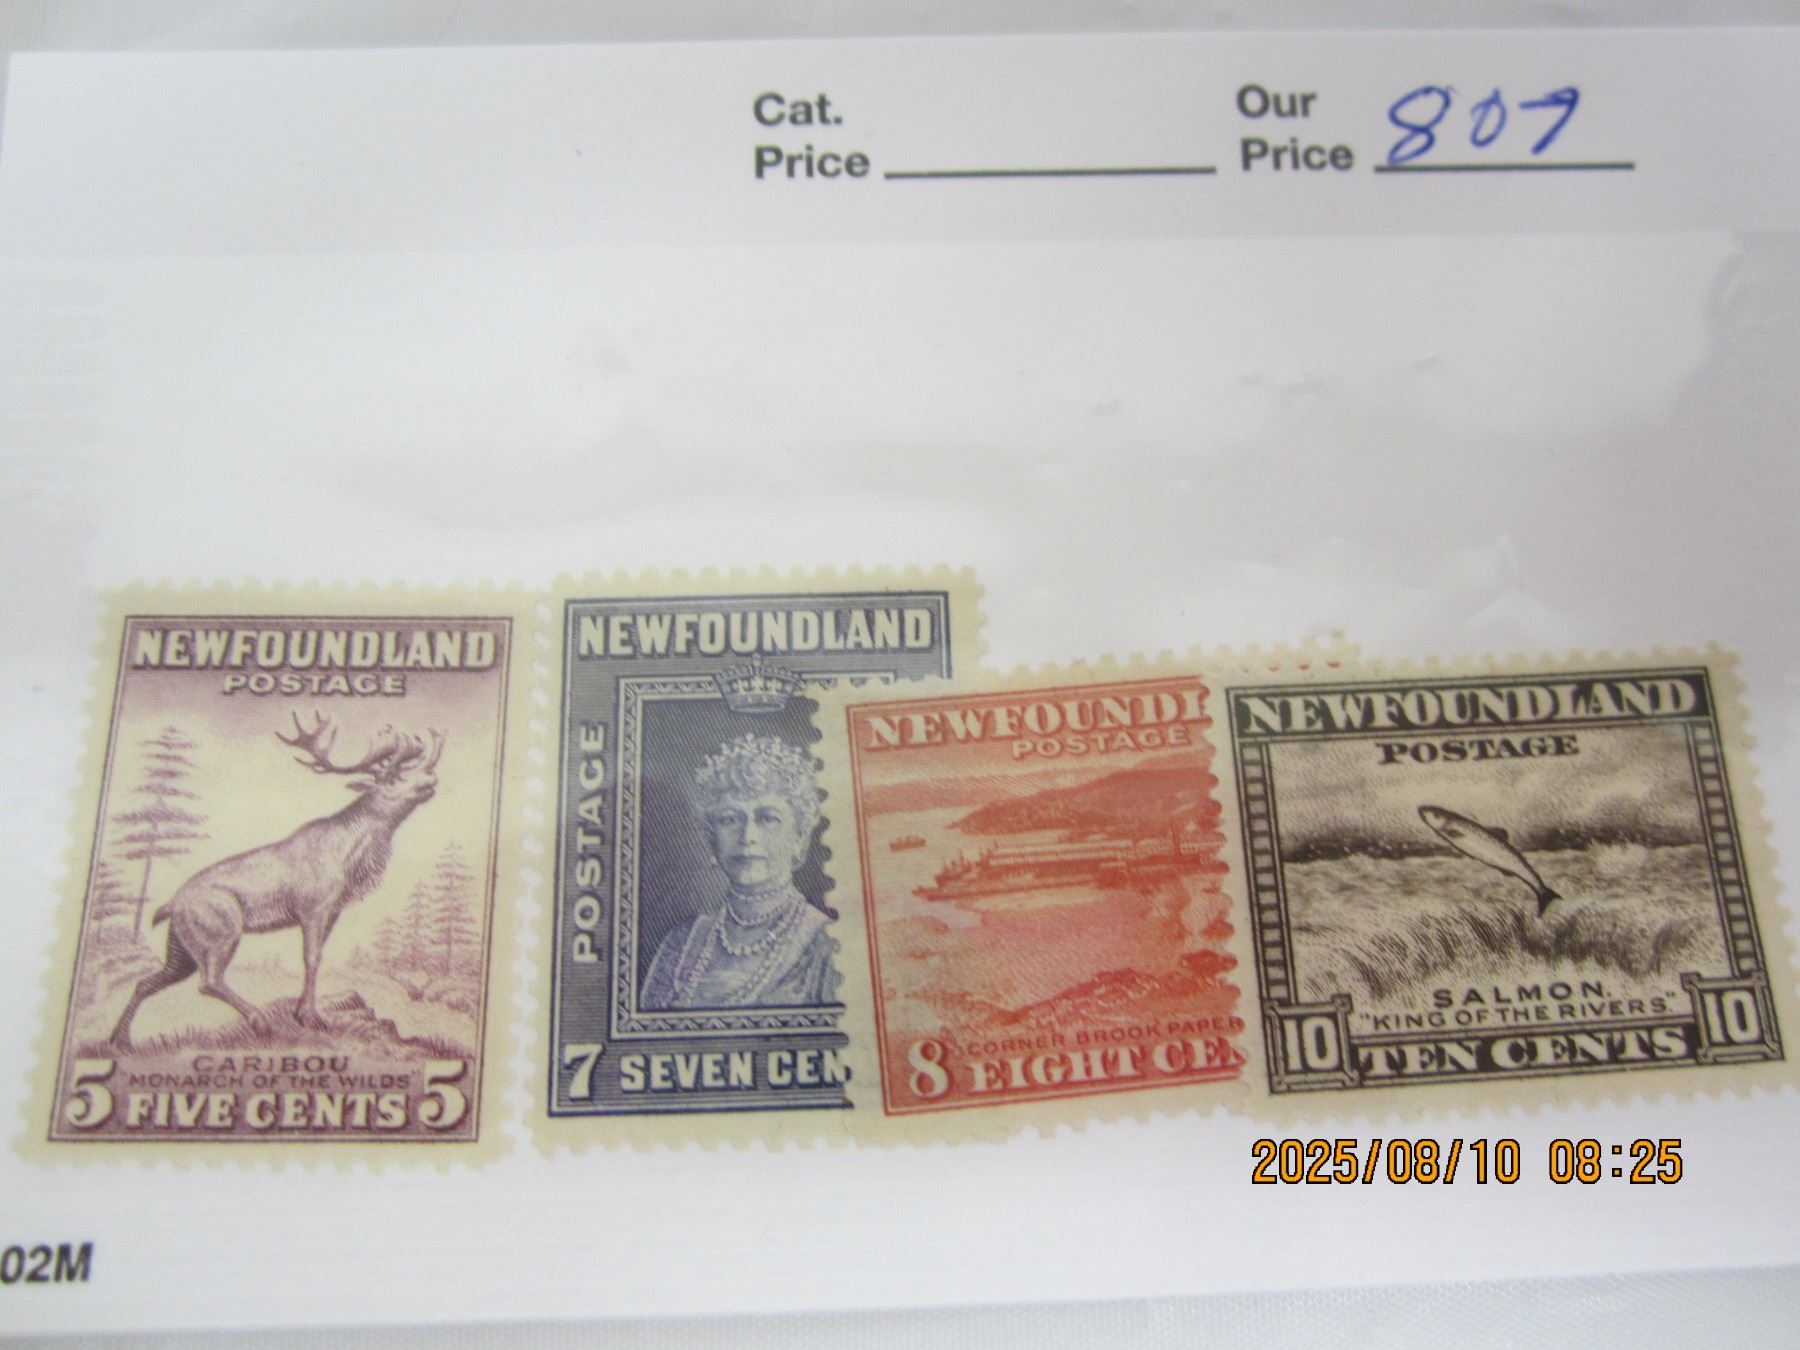 Cat.
Price
Our
Price 807
NEWFOUNDLAND
POSTAGE
CARIBOU
"MONARCH OF THE WILDS"
5 FIVE CENTS 5
NEWFOUNDLAND
POSTAGE
7 SEVEN CEN
NEWFOUNDL
POSTAGE
CORNER BROOK PAPER
8 EIGHT CEN
NEWFOUNDLAND
POSTAGE
SALMON.
"KING OF THE RIVERS."
10 TEN CENTS 10
2025/08/10 08:25
02M